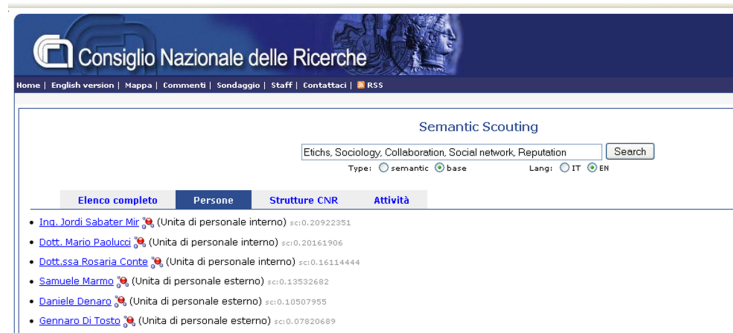 Consiglio Nazionale delle Ricerche
Home | English version | Mappa | Commenti | Sondaggio | Staff | Contattaci | RSS
Semantic Scouting
Etichs, Sociology, Collaboration, Social network, Reputation Search
Type: semantic base Lang: IT EN
Elenco completo Persone Strutture CNR Attività
Ing. Jordi Sabater Mir (Unita di personale interno) sc:0.20922351
Dott. Mario Paolucci (Unita di personale interno) sc:0.20161906
Dott.ssa Rosaria Conte (Unita di personale interno) sc:0.16114444
Samuele Marmo (Unita di personale esterno) sc:0.13532682
Daniele Denaro (Unita di personale esterno) sc:0.10507955
Gennaro Di Tosto (Unita di personale esterno) sc:0.07820689